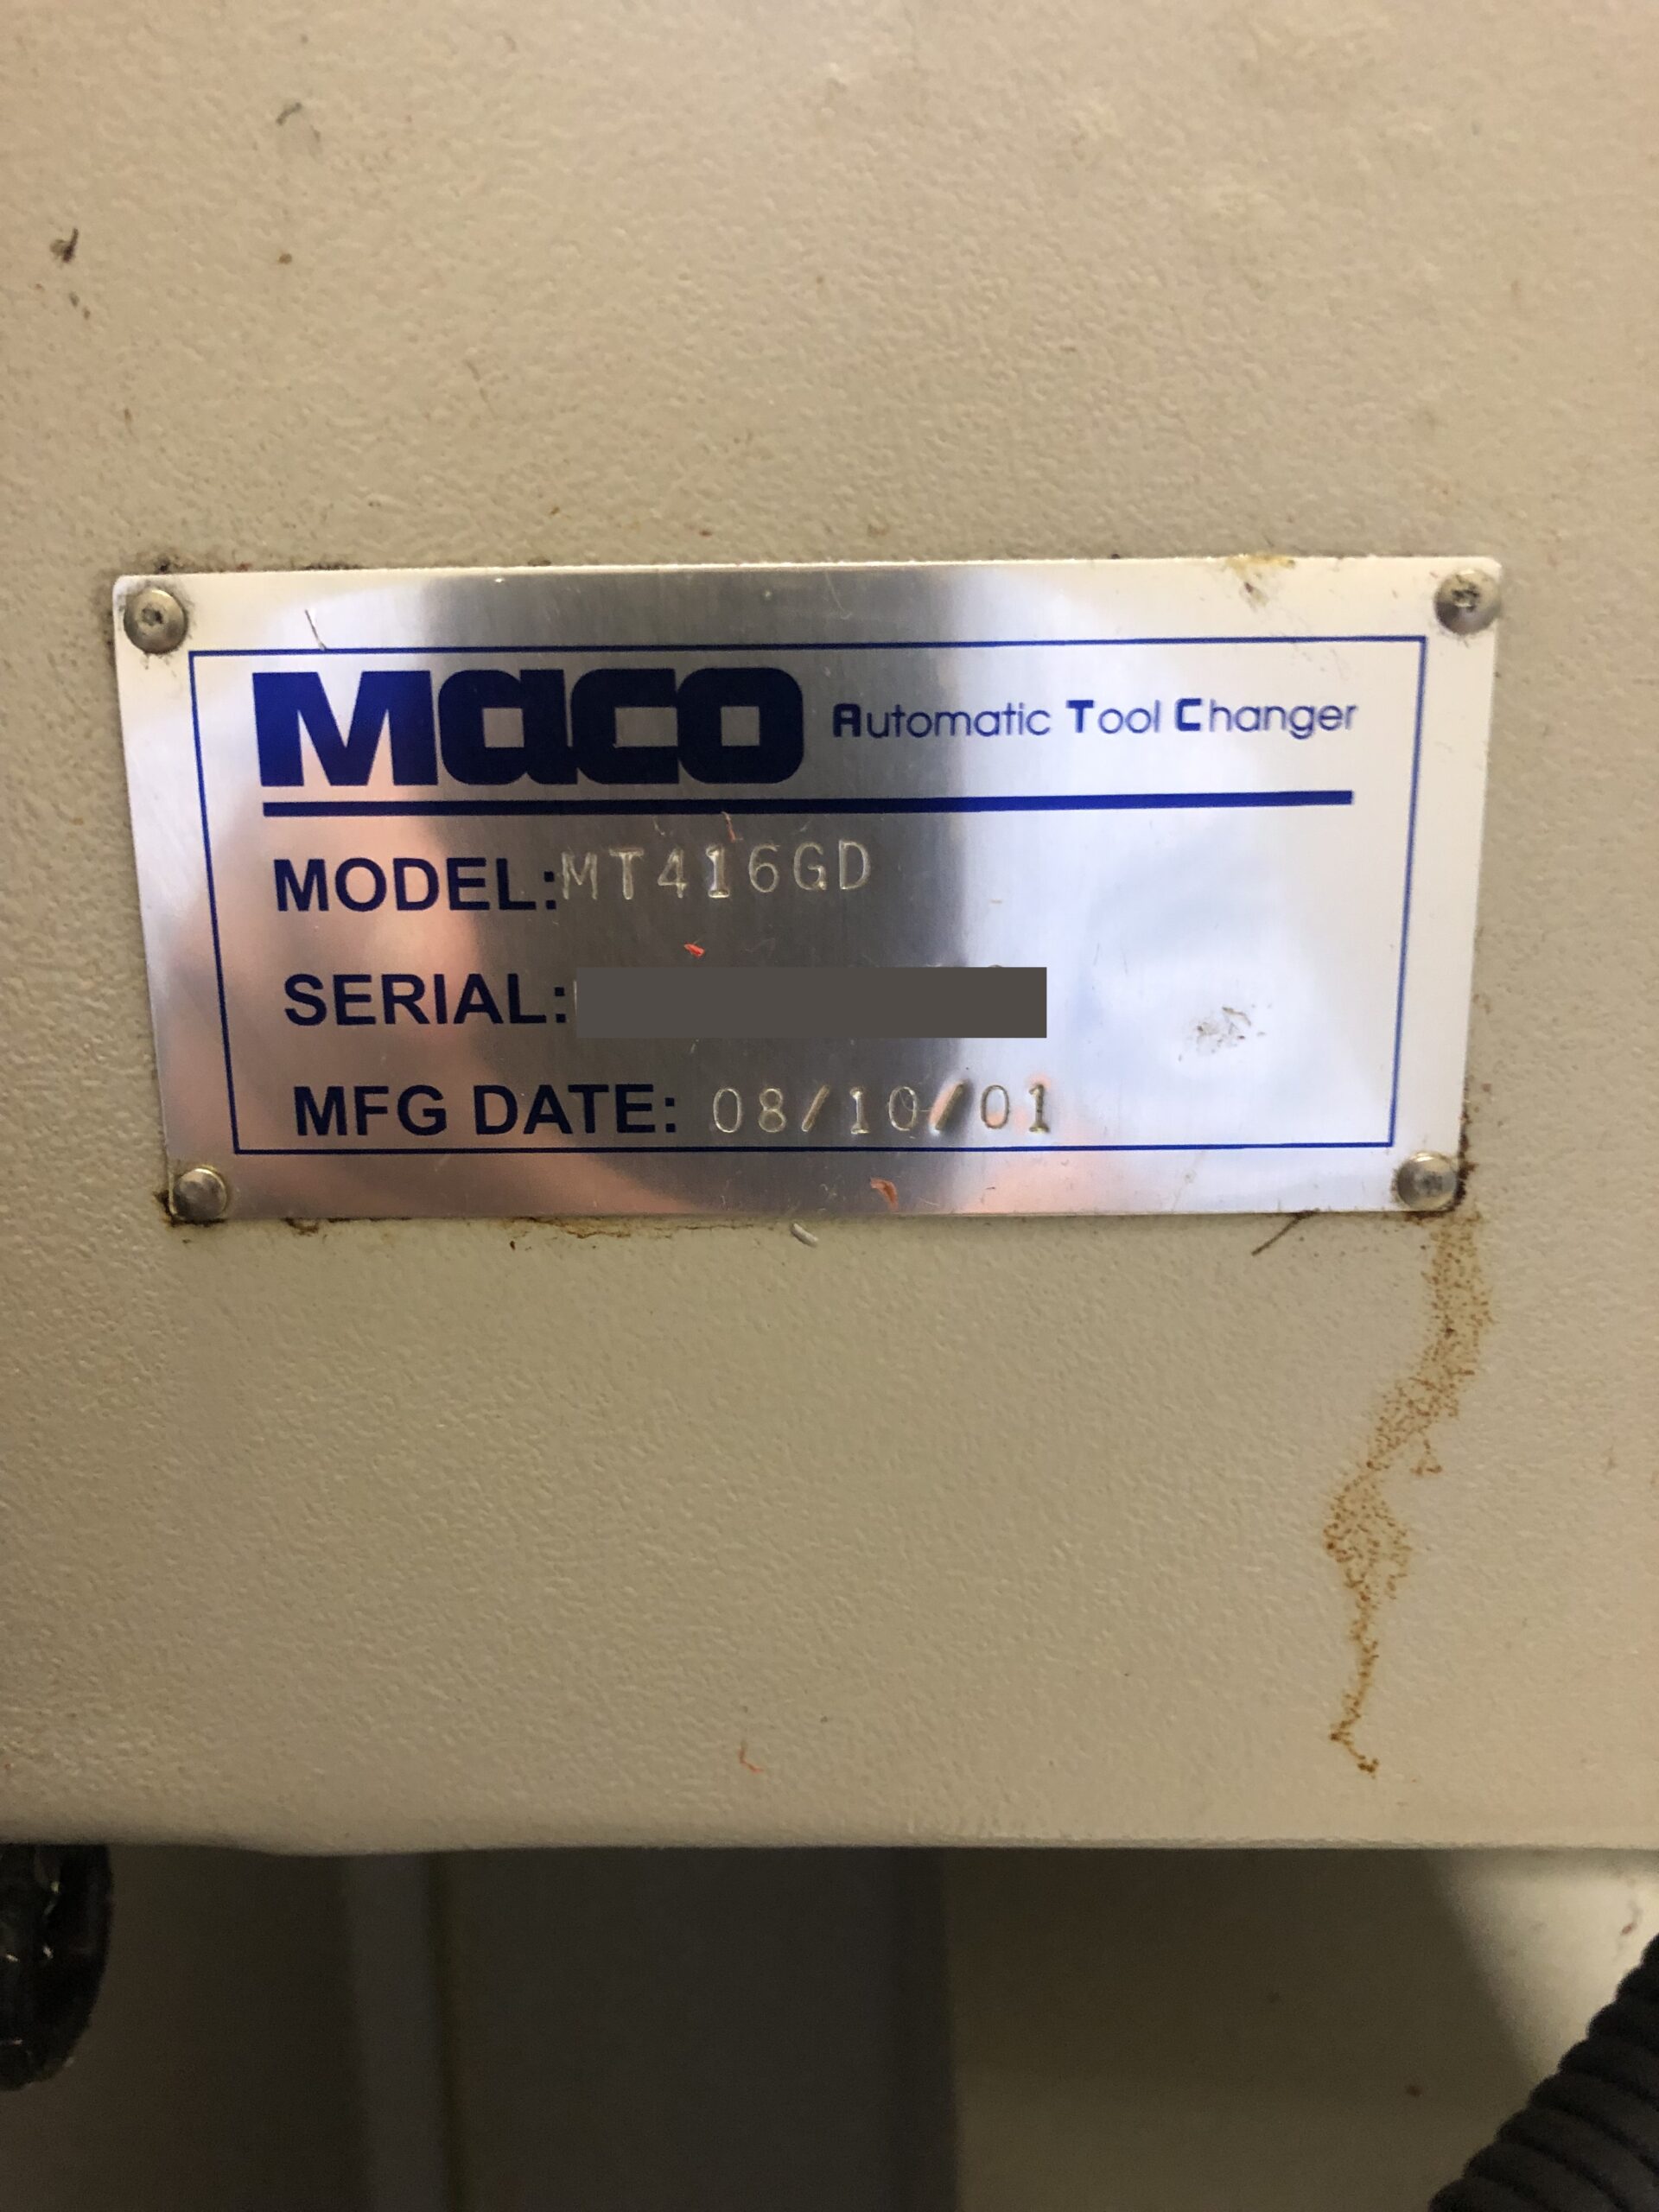 Maco Automatic Tool Changer
MODEL:MT416GD
SERIAL:
MFG DATE: 08/10/01